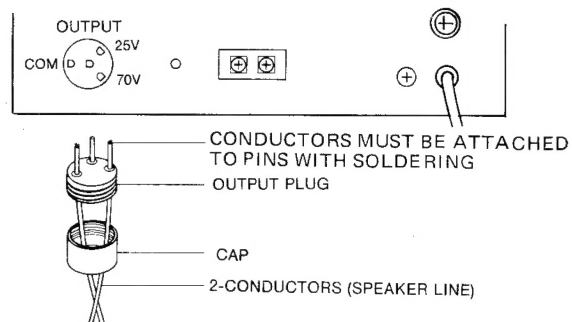 OUTPUT
25V
COM
70V
CONDUCTORS MUST BE ATTACHED
TO PINS WITH SOLDERING
OUTPUT PLUG
CAP
2-CONDUCTORS (SPEAKER LINE)